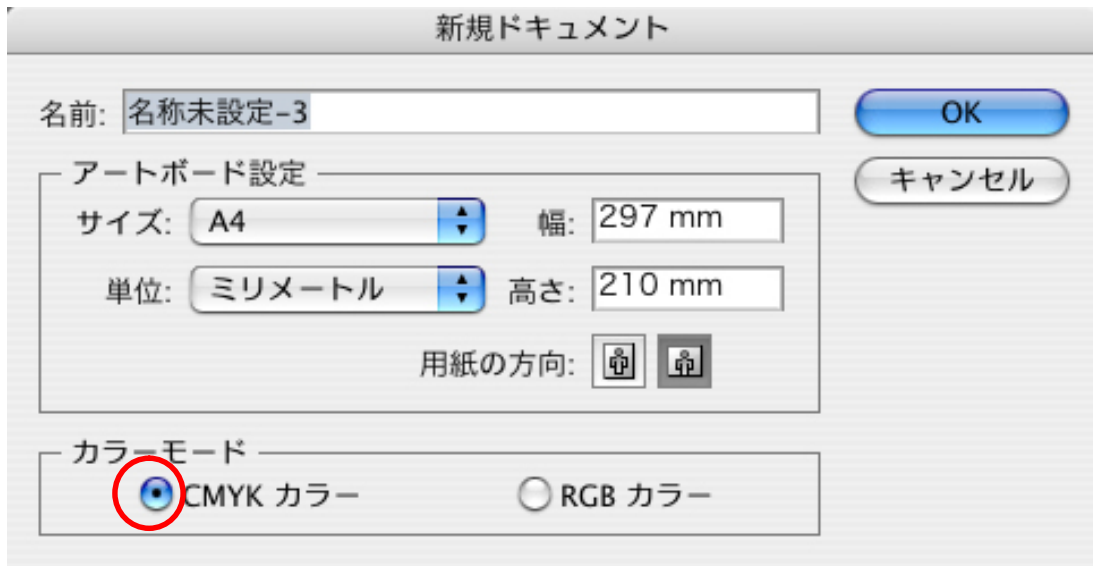 新規ドキュメント
名前: 名称未設定-3
OK
キャンセル
アートボード設定
サイズ: A4 幅: 297 mm
単位: ミリメートル 高さ: 210 mm
用紙の方向:
カラーモード
CMYK カラー RGB カラー